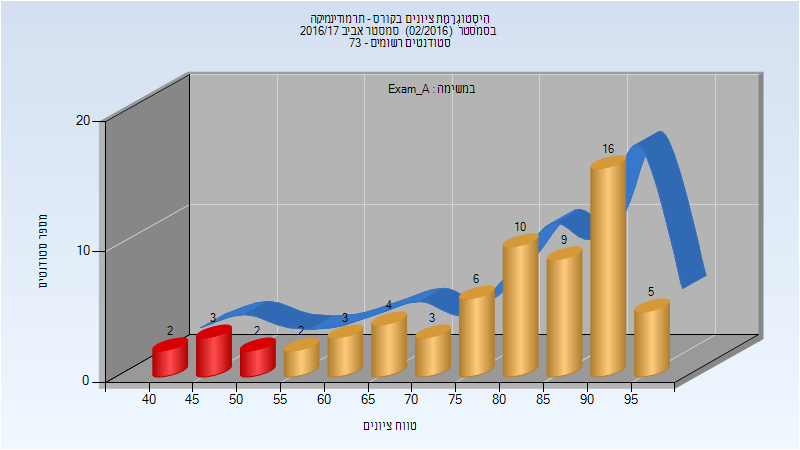 היסטוגרמת ציונים בקורס - תרמודינמיקה
בסמסטר (02/2016) סמסטר אביב 2016/17
סטודנטים רשומים - 73
במשימה : Exam_A
מספר סטודנטים
20
10
0
2
3
2
2
3
4
3
6
10
9
16
5
40 45 50 55 60 65 70 75 80 85 90 95
טווח ציונים